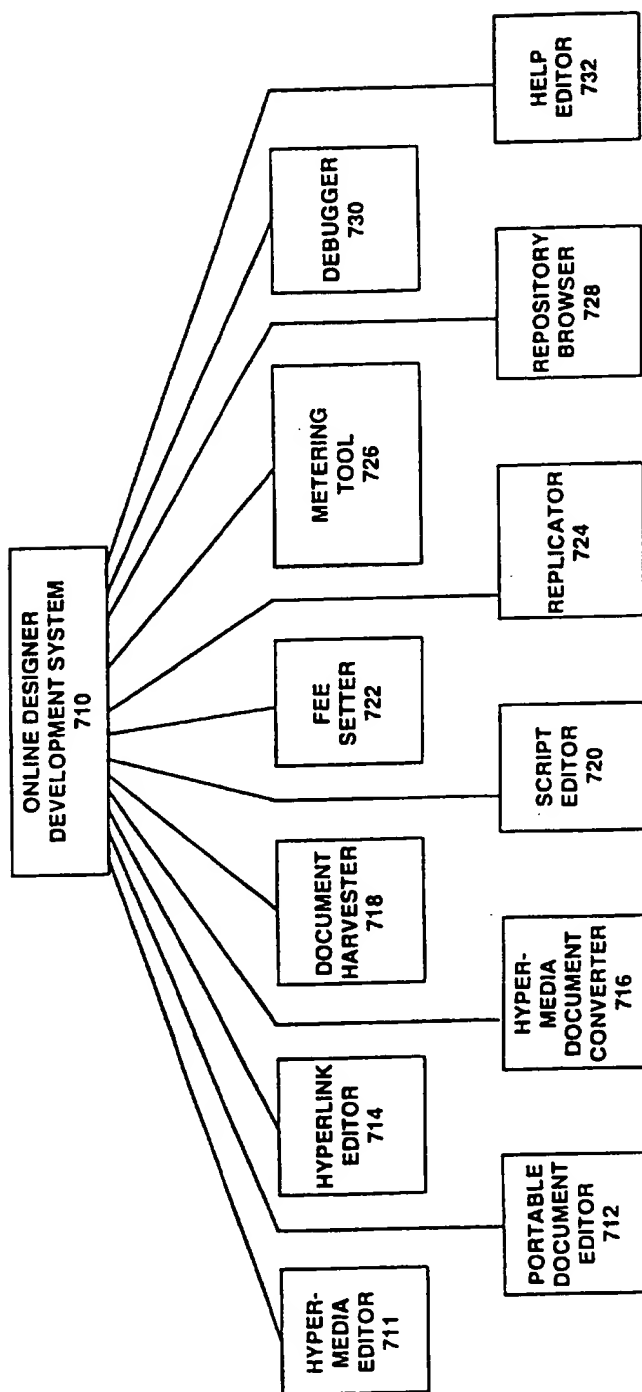 ONLINE DESIGNER
DEVELOPMENT SYSTEM
710
HYPER-
MEDIA
EDITOR
711
HYPERLINK
EDITOR
714
DOCUMENT
HARVESTER
718
FEE
SETTER
722
METERING
TOOL
726
DEBUGGER
730
PORTABLE
DOCUMENT
EDITOR
712
HYPER-
MEDIA
DOCUMENT
CONVERTER
716
SCRIPT
EDITOR
720
REPLICATOR
724
REPOSITORY
BROWSER
728
HELP
EDITOR
732